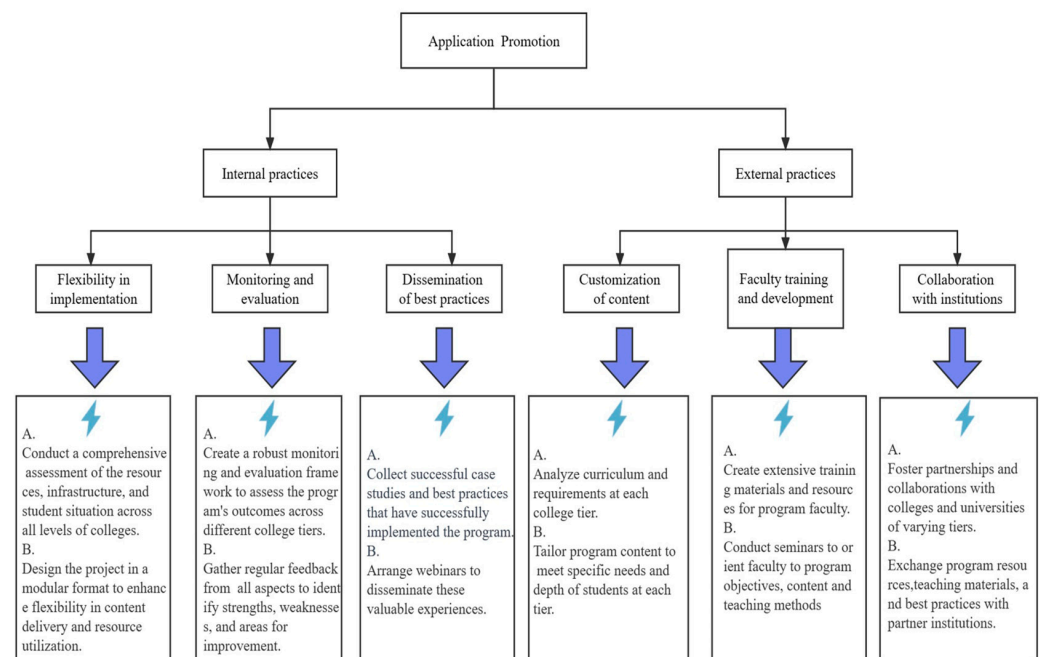 Application Promotion
Internal practices
External practices
Flexibility in
implementation
Monitoring and
evaluation
Dissemination
of best practices
Customization
of content
Faculty training
and development
Collaboration
with institutions
A.
Conduct a comprehensive
assessment of the resour
ces, infrastructure, and
student situation across
all levels of colleges.
B.
Design the project in a
modular format to enhanc
e flexibility in content
delivery and resource
utilization.
A.
Create a robust monitori
ng and evaluation frame
work to assess the progr
am's outcomes across
different college tiers.
B.
Gather regular feedback
from all aspects to ident
ify strengths, weaknesse
s, and areas for
improvement.
A.
Collect successful case
studies and best practices
that have successfully
implemented the program.
B.
Arrange webinars to
disseminate these
valuable experiences.
A.
Analyze curriculum and
requirements at each
college tier.
B.
Tailor program content to
meet specific needs and
depth of students at each
tier.
A.
Create extensive trainin
g materials and resourc
es for program faculty.
B.
Conduct seminars to or
ient faculty to program
objectives, content and
teaching methods
A.
Foster partnerships and
collaborations with
colleges and universities
of varying tiers.
B.
Exchange program resou
rces,teaching materials, a
nd best practices with
partner institutions.